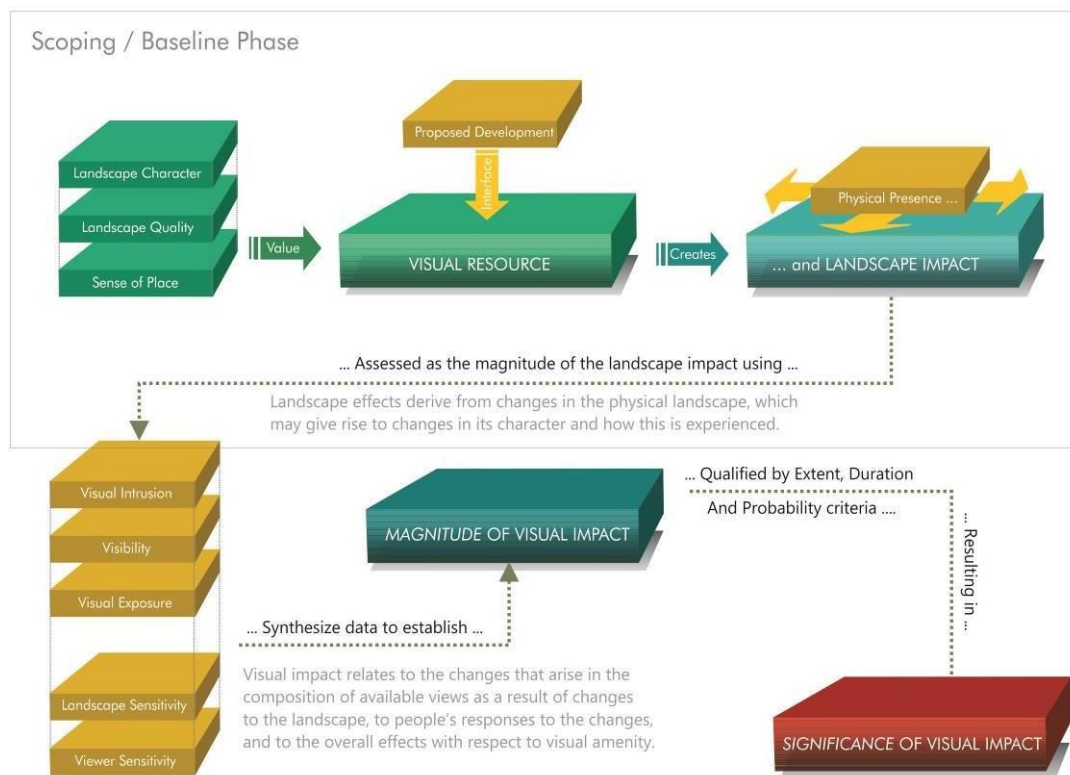 Scoping / Baseline Phase
Proposed Development
Landscape Character
Landscape Quality
Sense of Place
Value
Interface
VISUAL RESOURCE
Creates
Physical Presence ...
... and LANDSCAPE IMPACT
... Assessed as the magnitude of the landscape impact using ...
Landscape effects derive from changes in the physical landscape, which
may give rise to changes in its character and how this is experienced.
Visual Intrusion
Visibility
Visual Exposure
Landscape Sensitivity
Viewer Sensitivity
... Synthesize data to establish ...
Visual impact relates to the changes that arise in the
composition of available views as a result of changes
to the landscape, to people's responses to the changes,
and to the overall effects with respect to visual amenity.
MAGNITUDE OF VISUAL IMPACT
... Qualified by Extent, Duration
And Probability criteria ....
... Resulting
in ...
SIGNIFICANCE OF VISUAL IMPACT